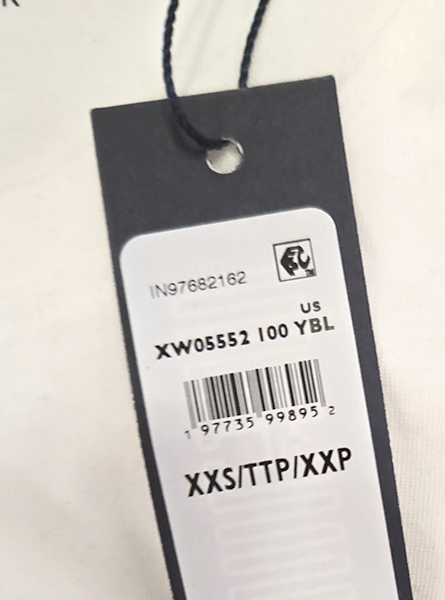 IN97682162
US
XW05552 100 YBL
1 97735 99895 2
XXS/TTP/XXP